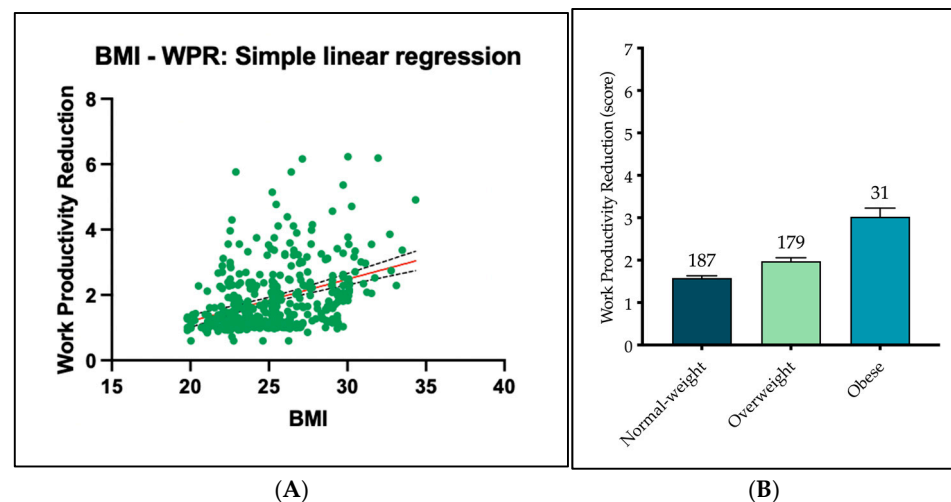 BMI - WPR: Simple linear regression
Work Productivity Reduction
8
6
4
2
0
15 20 25 30 35 40
BMI
(A)
Work Productivity Reduction (score)
7
6
5
4
3
2
1
0
187
179
31
Normal-weight
Overweight
Obese
(B)